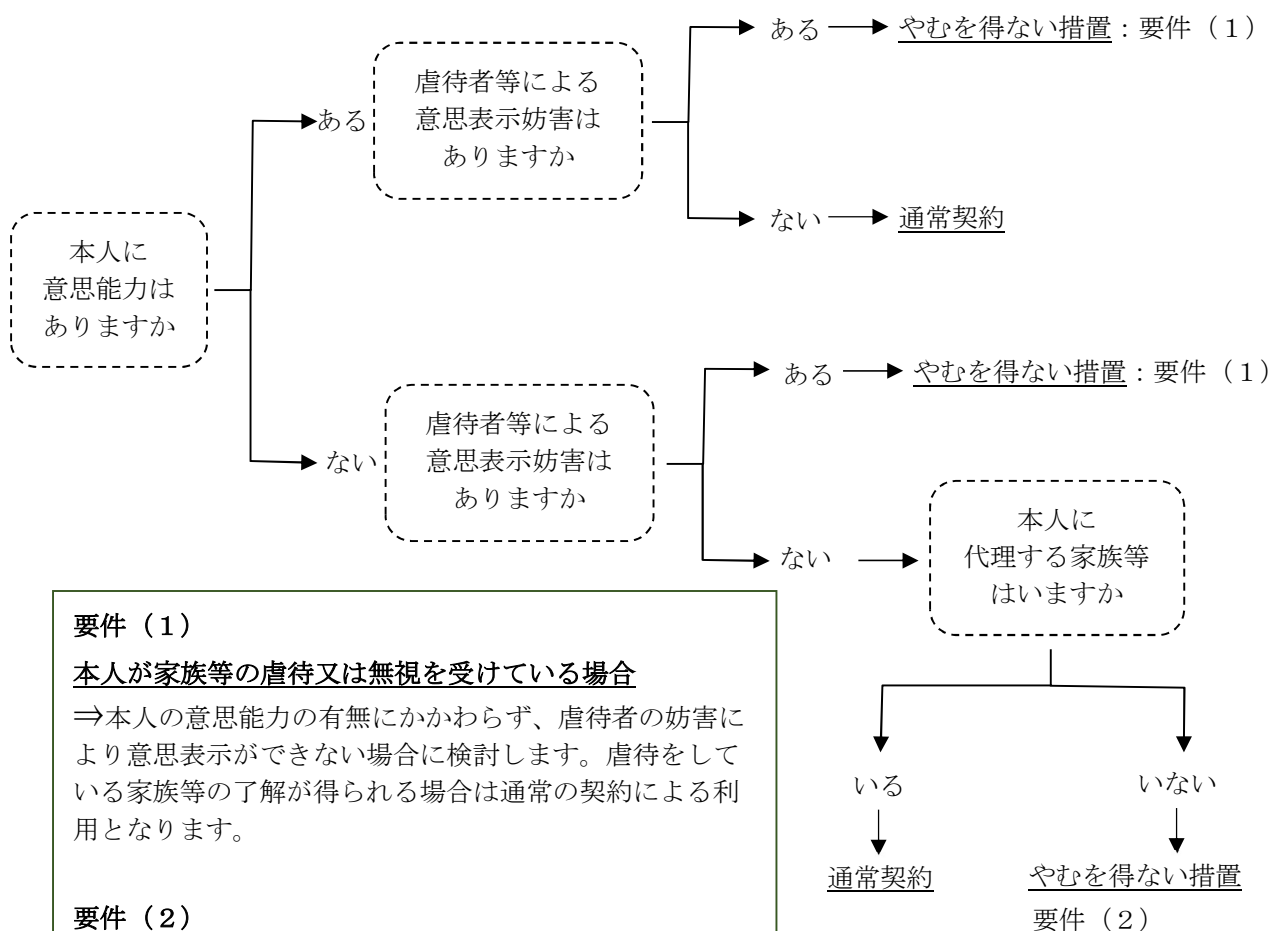 本人に
意思能力は
ありますか
ある
虐待者等による
意思表示妨害は
ありますか
ある
やむを得ない措置：要件（１）
ない
通常契約
ない
虐待者等による
意思表示妨害は
ありますか
ある
やむを得ない措置：要件（１）
ない
本人に
代理する家族等
はいますか
いる
通常契約
いない
やむを得ない措置
要件（２）
要件（１）
本人が家族等の虐待又は無視を受けている場合
⇒本人の意思能力の有無にかかわらず、虐待者の妨害に
より意思表示ができない場合に検討します。虐待をして
いる家族等の了解が得られる場合は通常の契約による利
用となります。
要件（２）